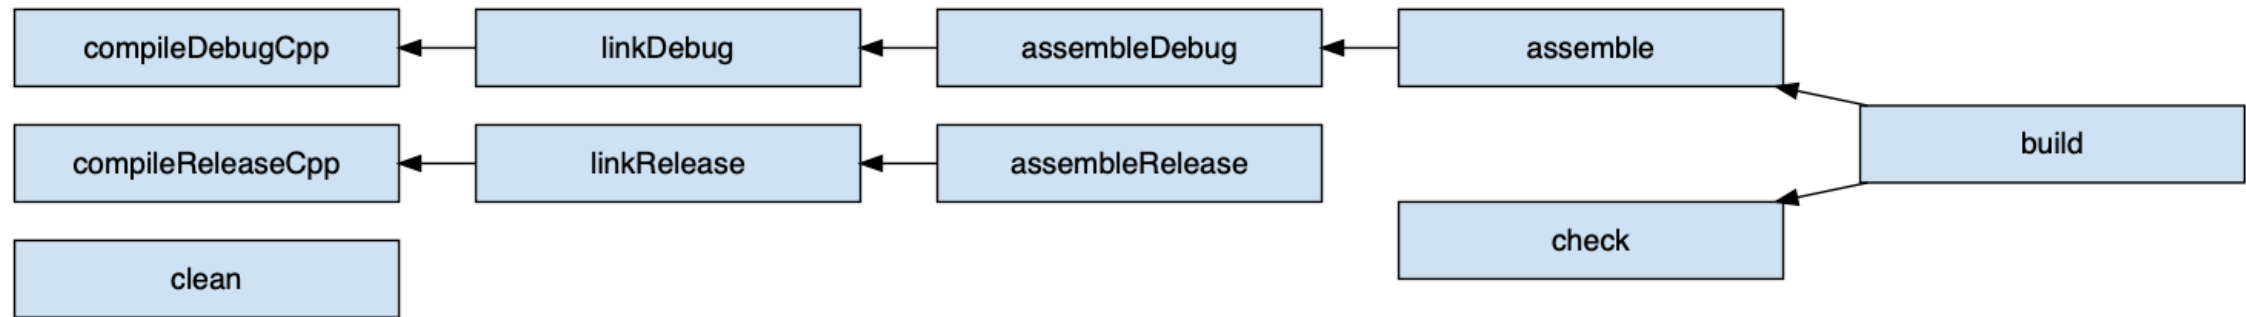 compileDebugCpp
linkDebug
assembleDebug
assemble
build
compileReleaseCpp
linkRelease
assembleRelease
check
clean